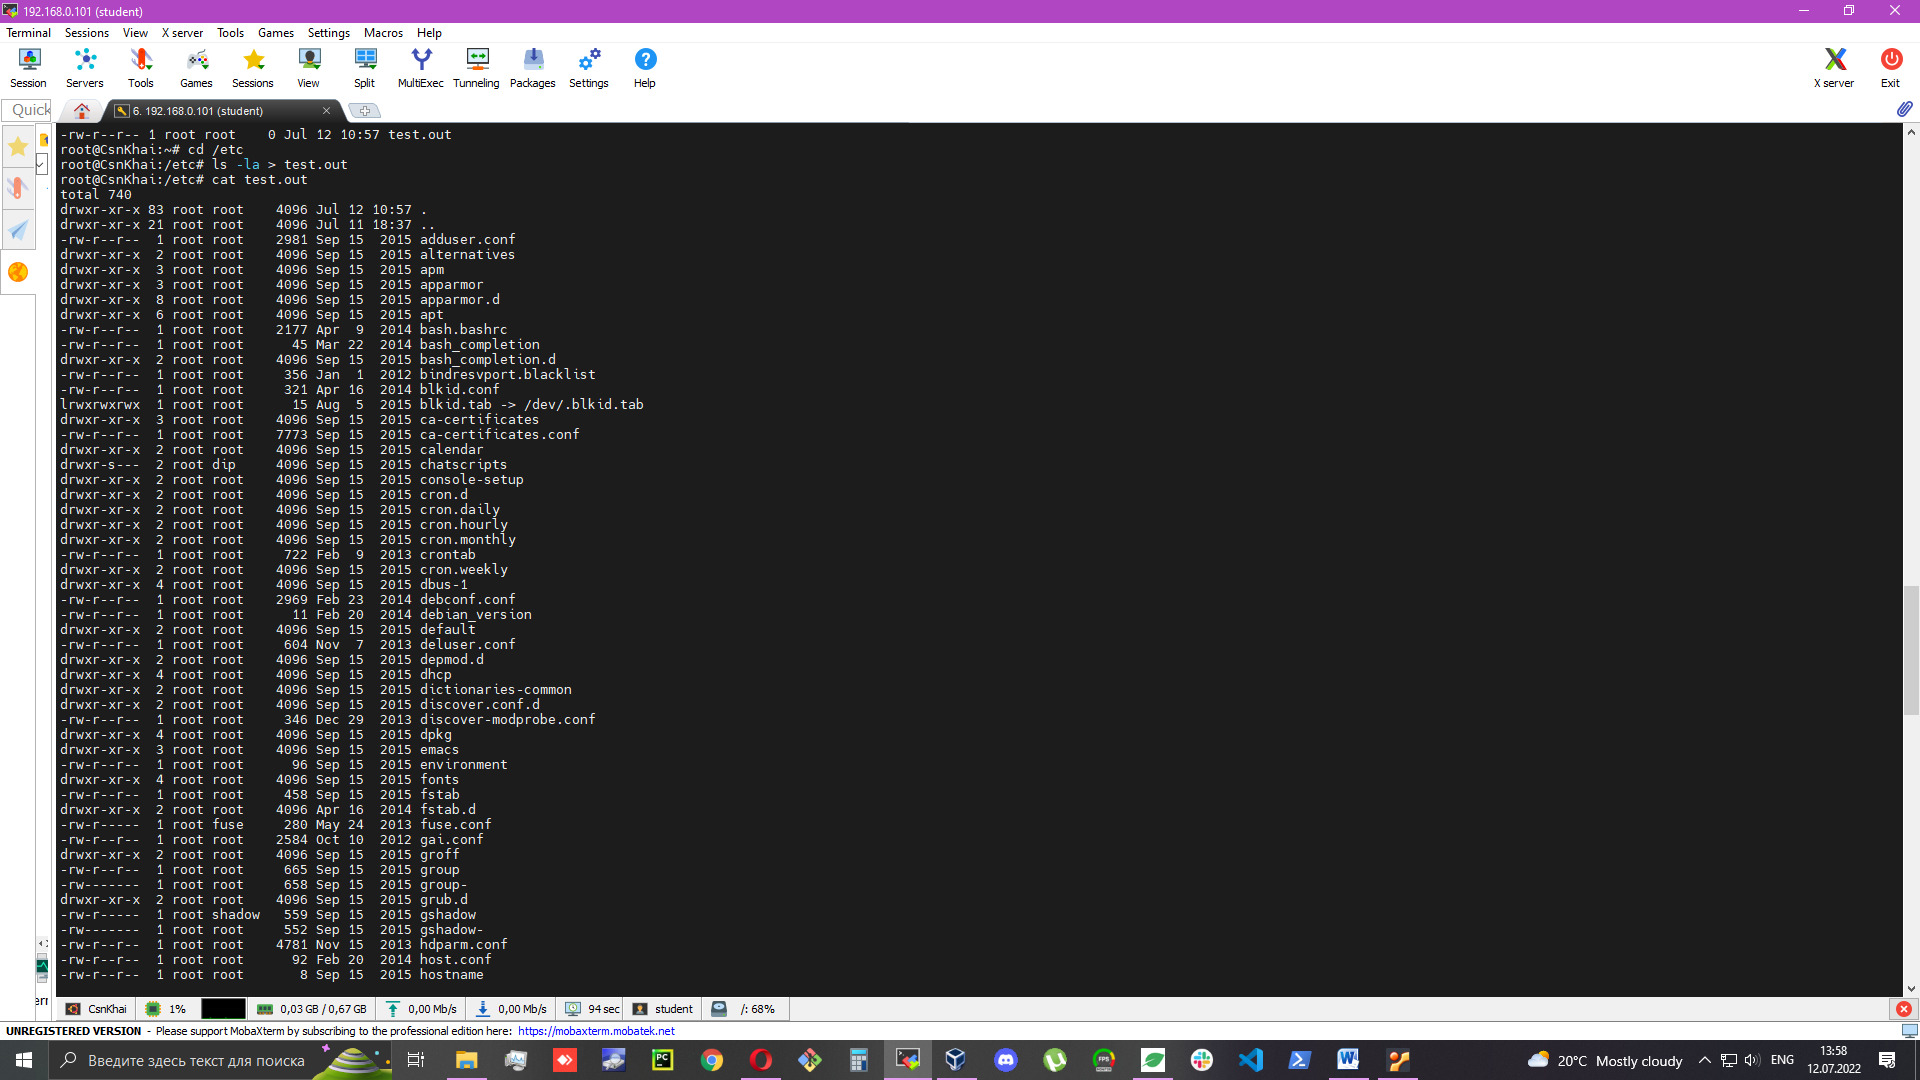 192.168.0.101 (student)
Terminal Sessions View X server Tools Games Settings Macros Help
Session Servers Tools Games Sessions View Split MultiExec Tunneling Packages Settings Help X server Exit
Quick 6. 192.168.0.101 (student)
-rw-r--r-- 1 root root    0 Jul 12 10:57 test.out
root@CsnKhai:~# cd /etc
root@CsnKhai:/etc# ls -la > test.out
root@CsnKhai:/etc# cat test.out
total 740
drwxr-xr-x 83 root root    4096 Jul 12 10:57 .
drwxr-xr-x 21 root root    4096 Jul 11 18:37 ..
-rw-r--r--  1 root root    2981 Sep 15  2015 adduser.conf
drwxr-xr-x  2 root root    4096 Sep 15  2015 alternatives
drwxr-xr-x  3 root root    4096 Sep 15  2015 apm
drwxr-xr-x  3 root root    4096 Sep 15  2015 apparmor
drwxr-xr-x  8 root root    4096 Sep 15  2015 apparmor.d
drwxr-xr-x  6 root root    4096 Sep 15  2015 apt
-rw-r--r--  1 root root    2177 Apr  9  2014 bash.bashrc
-rw-r--r--  1 root root      45 Mar 22  2014 bash_completion
drwxr-xr-x  2 root root    4096 Sep 15  2015 bash_completion.d
-rw-r--r--  1 root root     356 Jan  1  2012 bindresvport.blacklist
-rw-r--r--  1 root root     321 Apr 16  2014 blkid.conf
lrwxrwxrwx  1 root root      15 Aug  5  2015 blkid.tab -> /dev/.blkid.tab
drwxr-xr-x  3 root root    4096 Sep 15  2015 ca-certificates
-rw-r--r--  1 root root    7773 Sep 15  2015 ca-certificates.conf
drwxr-xr-x  2 root root    4096 Sep 15  2015 calendar
drwxr-s---  2 root dip     4096 Sep 15  2015 chatscripts
drwxr-xr-x  2 root root    4096 Sep 15  2015 console-setup
drwxr-xr-x  2 root root    4096 Sep 15  2015 cron.d
drwxr-xr-x  2 root root    4096 Sep 15  2015 cron.daily
drwxr-xr-x  2 root root    4096 Sep 15  2015 cron.hourly
drwxr-xr-x  2 root root    4096 Sep 15  2015 cron.monthly
-rw-r--r--  1 root root     722 Feb  9  2013 crontab
drwxr-xr-x  2 root root    4096 Sep 15  2015 cron.weekly
drwxr-xr-x  4 root root    4096 Sep 15  2015 dbus-1
-rw-r--r--  1 root root    2969 Feb 23  2014 debconf.conf
-rw-r--r--  1 root root      11 Feb 20  2014 debian_version
drwxr-xr-x  2 root root    4096 Sep 15  2015 default
-rw-r--r--  1 root root     604 Nov  7  2013 deluser.conf
drwxr-xr-x  2 root root    4096 Sep 15  2015 depmod.d
drwxr-xr-x  4 root root    4096 Sep 15  2015 dhcp
drwxr-xr-x  2 root root    4096 Sep 15  2015 dictionaries-common
drwxr-xr-x  2 root root    4096 Sep 15  2015 discover.conf.d
-rw-r--r--  1 root root     346 Dec 29  2013 discover-modprobe.conf
drwxr-xr-x  4 root root    4096 Sep 15  2015 dpkg
drwxr-xr-x  3 root root    4096 Sep 15  2015 emacs
-rw-r--r--  1 root root      96 Sep 15  2015 environment
drwxr-xr-x  4 root root    4096 Sep 15  2015 fonts
-rw-r--r--  1 root root     458 Sep 15  2015 fstab
drwxr-xr-x  2 root root    4096 Apr 16  2014 fstab.d
-rw-r-----  1 root fuse     280 May 24  2013 fuse.conf
-rw-r--r--  1 root root    2584 Oct 10  2012 gai.conf
drwxr-xr-x  2 root root    4096 Sep 15  2015 groff
-rw-r--r--  1 root root     665 Sep 15  2015 group
-rw-------  1 root root     658 Sep 15  2015 group-
drwxr-xr-x  2 root root    4096 Sep 15  2015 grub.d
-rw-r-----  1 root shadow   559 Sep 15  2015 gshadow
-rw-------  1 root root     552 Sep 15  2015 gshadow-
-rw-r--r--  1 root root    4781 Nov 15  2013 hdparm.conf
-rw-r--r--  1 root root      92 Feb 20  2014 host.conf
-rw-r--r--  1 root root       8 Sep 15  2015 hostname
CsnKhai 1% 0,03 GB / 0,67 GB 0,00 Mb/s 0,00 Mb/s 94 sec student /: 68%
UNREGISTERED VERSION - Please support MobaXterm by subscribing to the professional edition here: https://mobaxterm.mobatek.net
Введите здесь текст для поиска 20°C Mostly cloudy ENG 13:58
12.07.2022